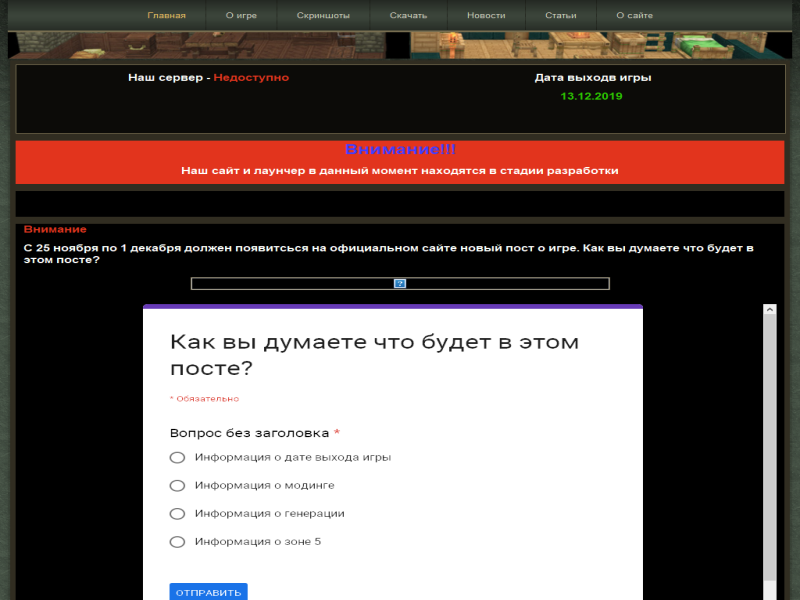 Главная О игре Скриншоты Скачать Новости Статьи О сайте
Наш сервер - Недоступно
Дата выходв игры
13.12.2019
Внимание!!!
Наш сайт и лаунчер в данный момент находятся в стадии разработки
Внимание
С 25 ноября по 1 декабря должен появитсься на официальном сайте новый пост о игре. Как вы думаете что будет в
этом посте?
Как вы думаете что будет в этом
посте?
* Обязательно
Вопрос без заголовка *
Информация о дате выхода игры
Информация о модинге
Информация о генерации
Информация о зоне 5
ОТПРАВИТЬ